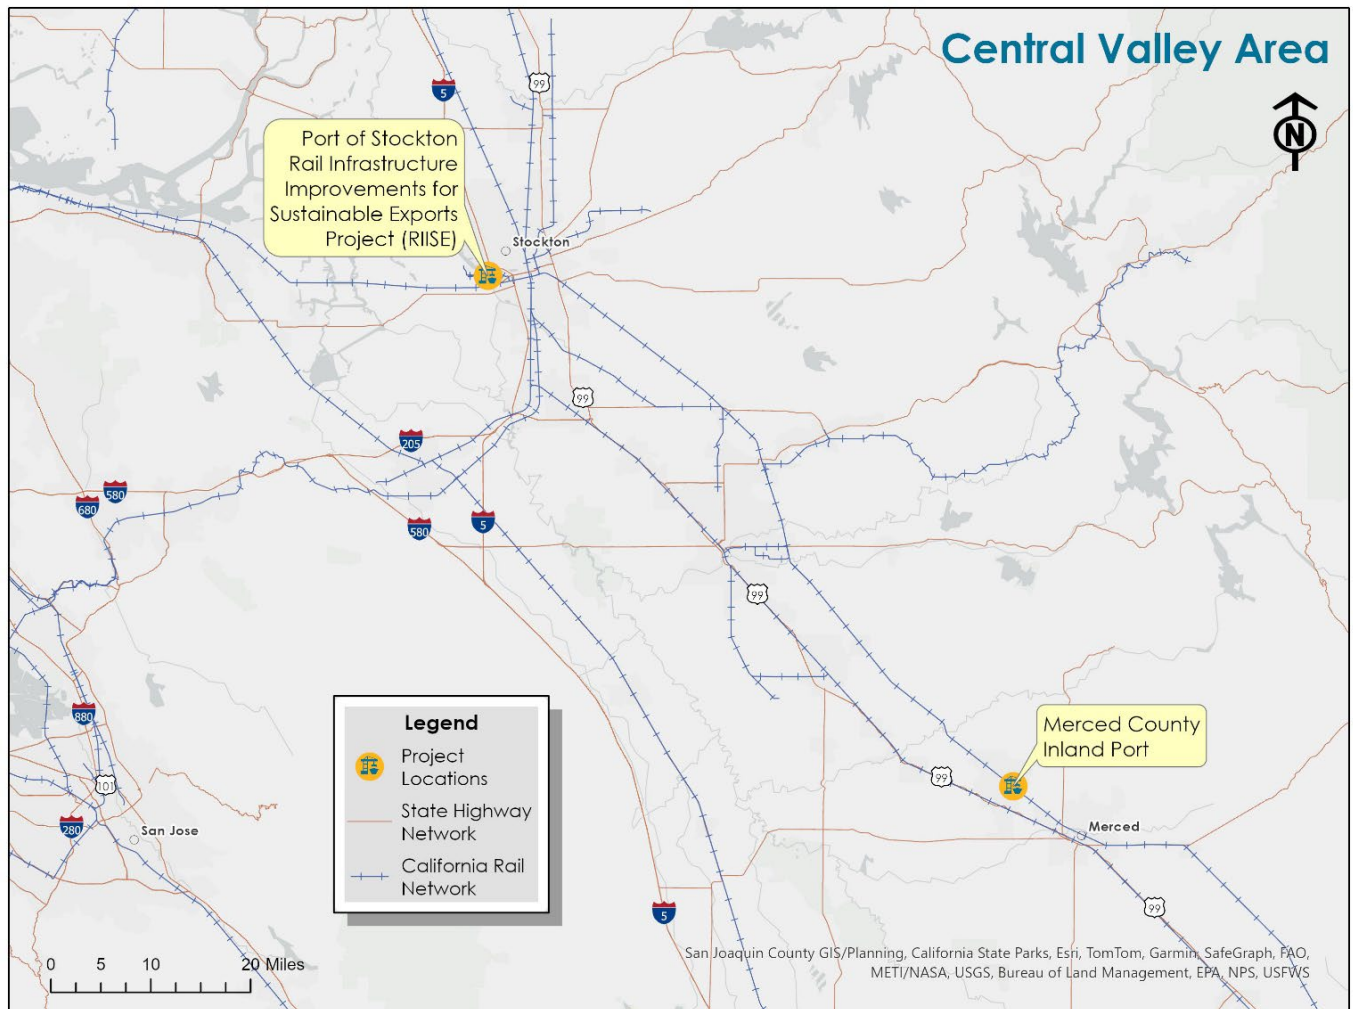 Central Valley Area
N
5
99
Port of Stockton
Rail Infrastructure
Improvements for
Sustainable Exports
Project (RIISE)
Stockton
99
205
580
680
580
5
99
880
101
280
San Jose
Legend
Project
Locations
State Highway
Network
California Rail
Network
Merced County
Inland Port
99
Merced
99
5
0 5 10 20 Miles
San Joaquin County GIS/Planning, California State Parks, Esri, TomTom, Garmin, SafeGraph, FAO,
METI/NASA, USGS, Bureau of Land Management, EPA, NPS, USFWS